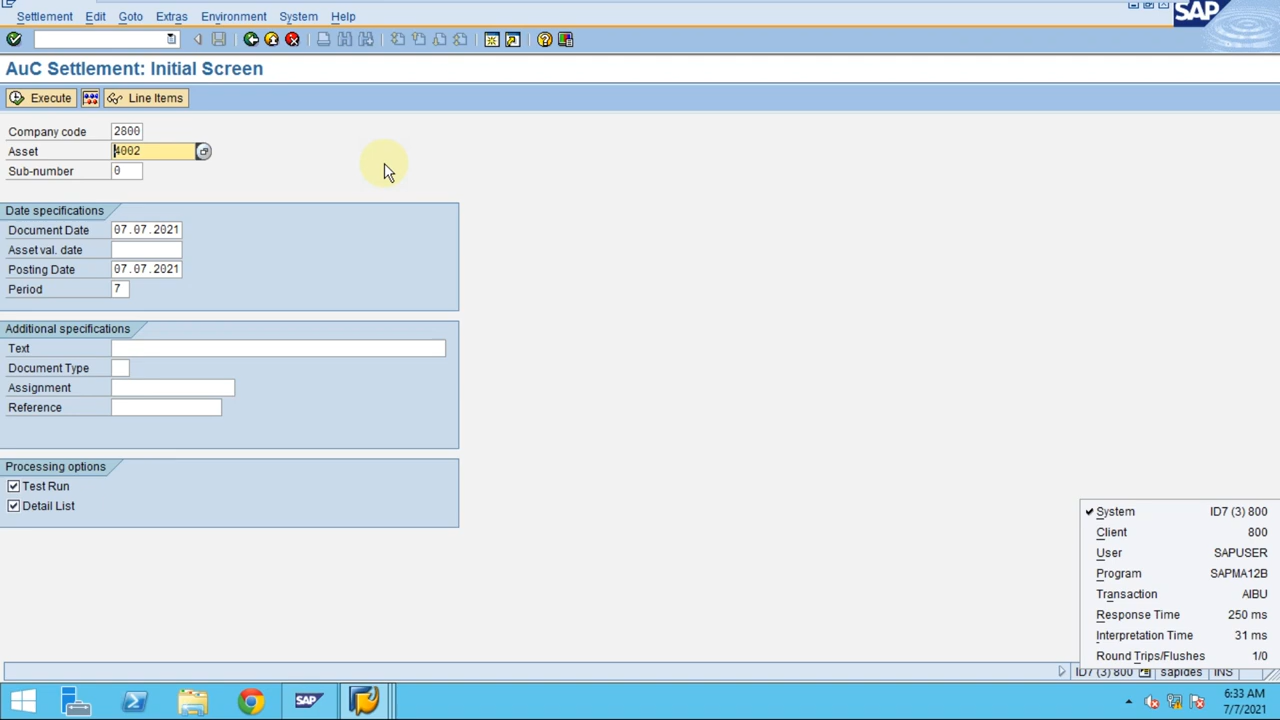 Settlement Edit Goto Extras Environment System Help
SAP
AuC Settlement: Initial Screen
Execute Line Items
Company code 2800
Asset 4002
Sub-number 0
Date specifications
Document Date 07.07.2021
Asset val. date
Posting Date 07.07.2021
Period 7
Additional specifications
Text
Document Type
Assignment
Reference
Processing options
Test Run
Detail List
System ID7 (3) 800
Client 800
User SAPUSER
Program SAPMA12B
Transaction AIBU
Response Time 250 ms
Interpretation Time 31 ms
Round Trips/Flushes 1/0
ID7 (3) 800 sapides INS
SAP
6:33 AM
7/7/2021